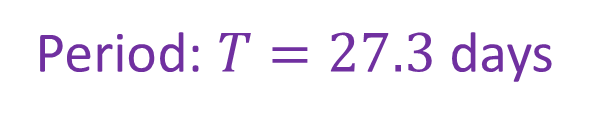 Period: T = 27.3 days